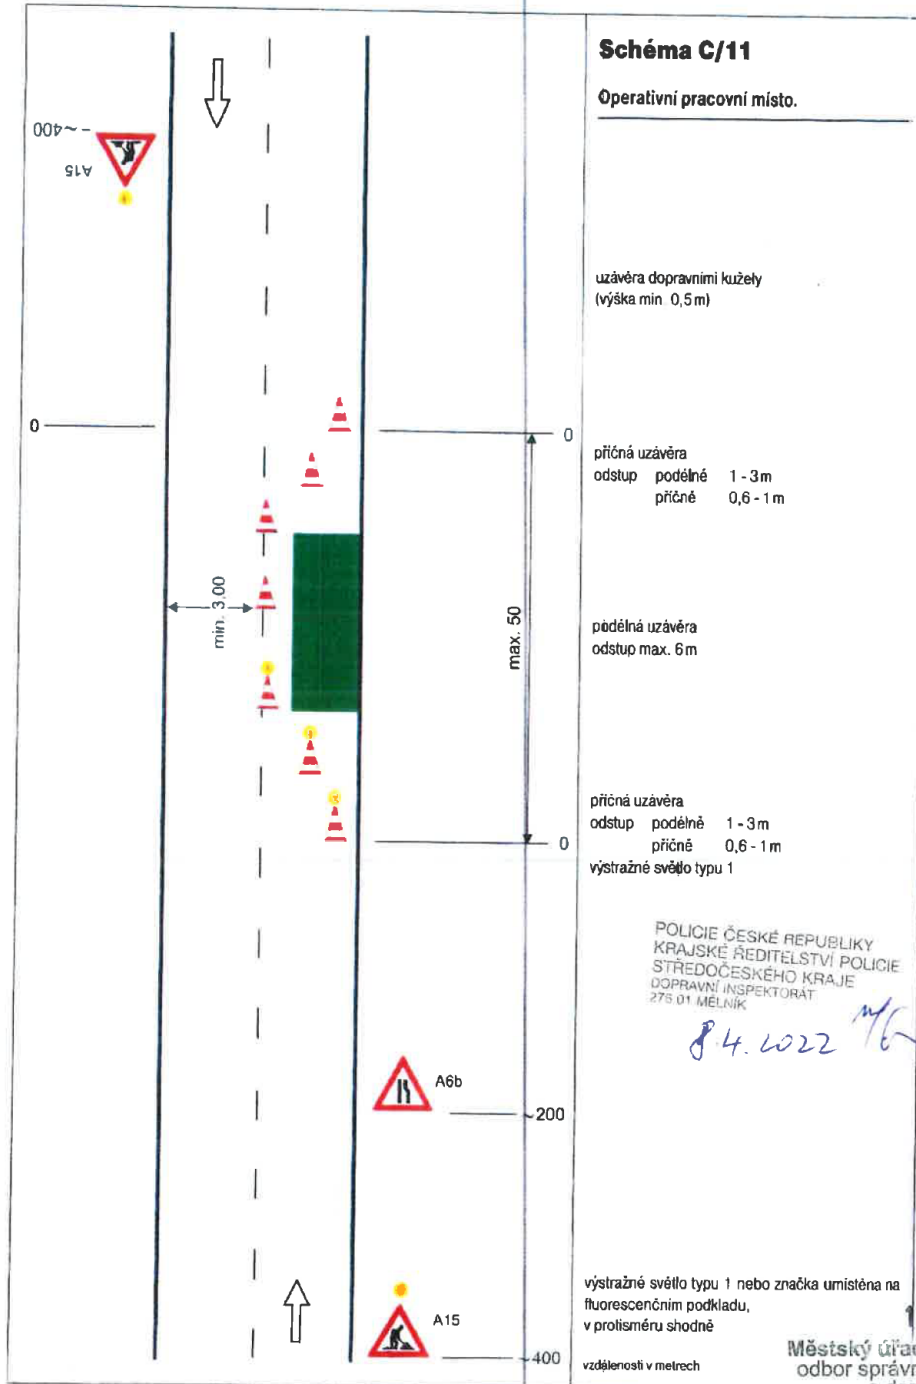 Schéma C/11
Operativní pracovní místo.
~400
A15
uzávěra dopravními kužely
(výška min. 0,5 m)
0
0
příčná uzávěra
odstup podélné 1 - 3 m
příčně 0,6 - 1 m
min. 3,00
max. 50
podélná uzávěra
odstup max. 6 m
příčná uzávěra
odstup podélně 1 - 3 m
příčně 0,6 - 1 m
0
výstražné světlo typu 1
POLICIE ČESKÉ REPUBLIKY
KRAJSKÉ ŘEDITELSTVÍ POLICIE
STŘEDOČESKÉHO KRAJE
DOPRAVNÍ INSPEKTORÁT
276 01 MĚLNÍK
8.4.2022
A6b
~200
výstražné světlo typu 1 nebo značka umístěna na
fluorescenčním podkladu,
v protisměru shodně
A15
~400
vzdálenosti v metrech
Městský úřa
odbor správn